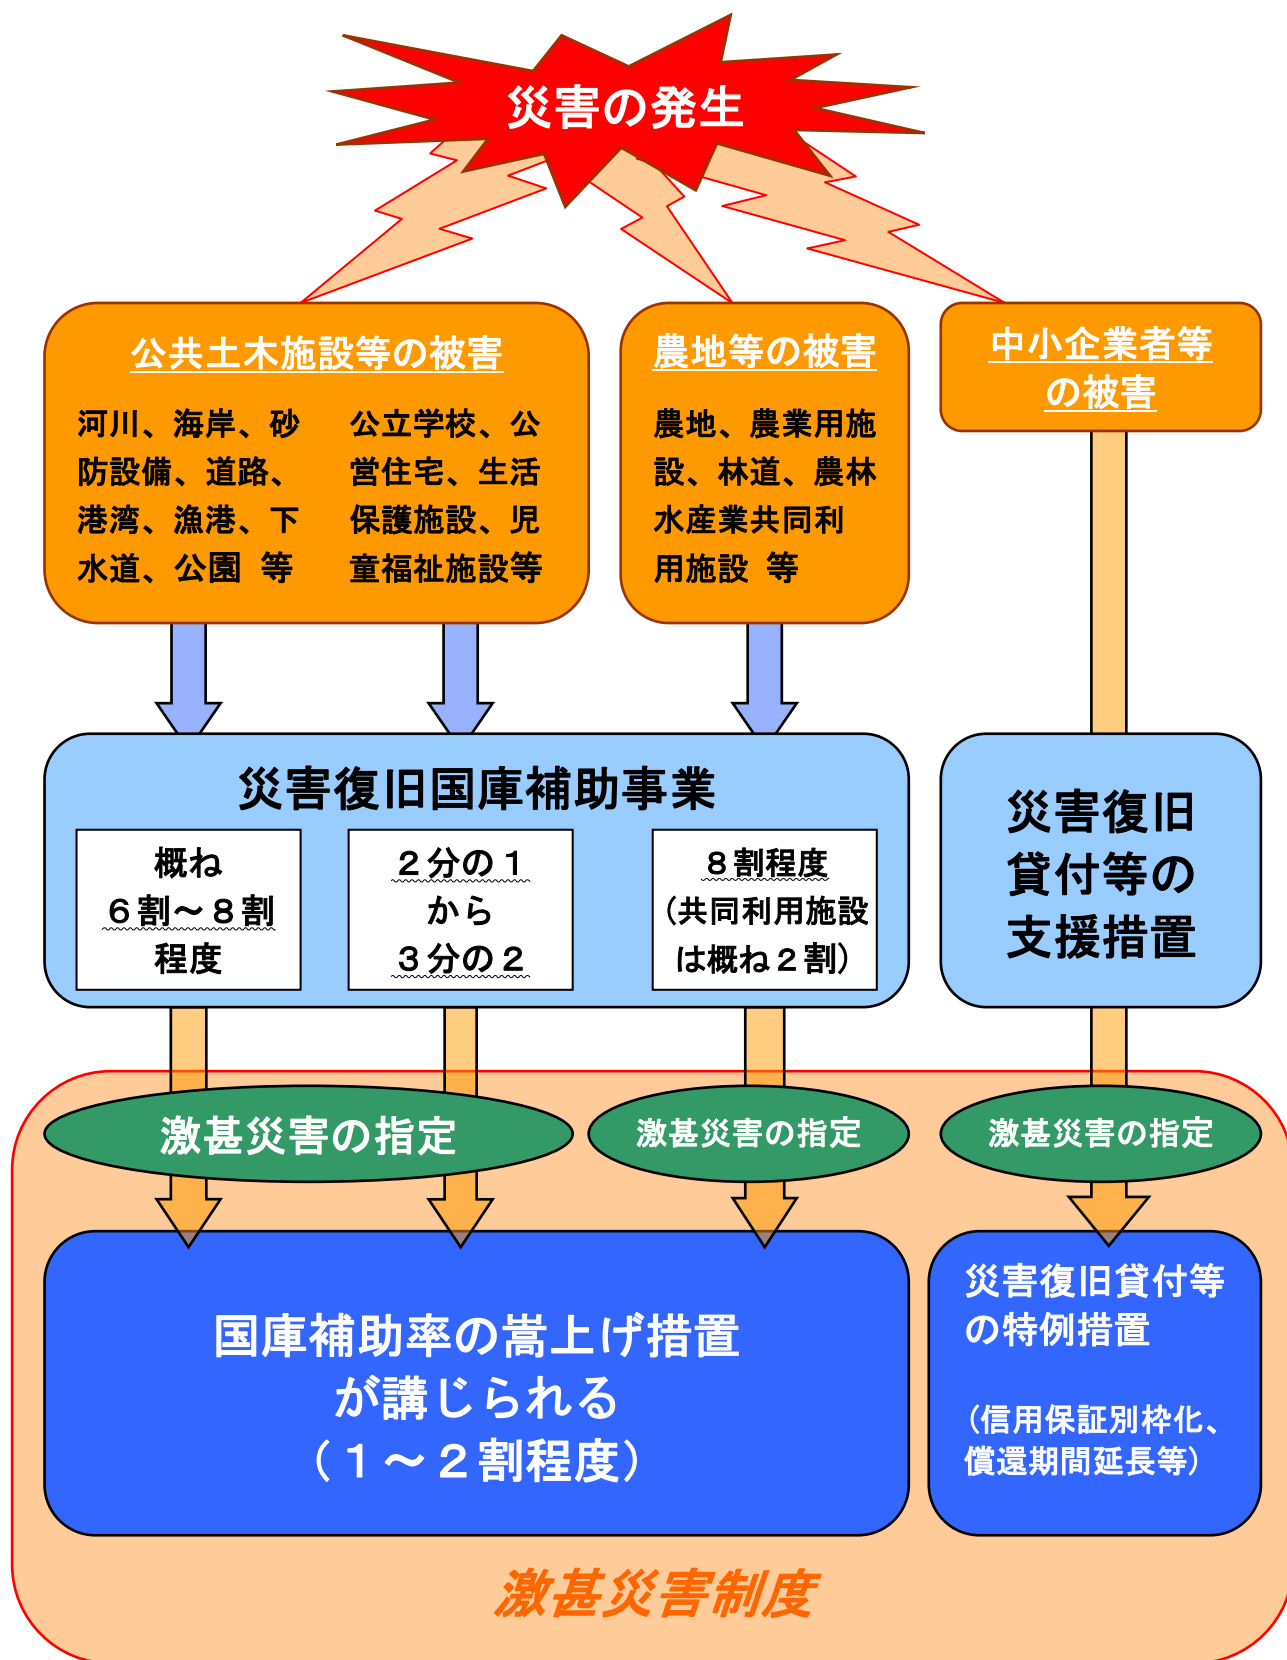 災害の発生
公共土木施設等の被害
河川、海岸、砂
防設備、道路、
港湾、漁港、下
水道、公園 等
公立学校、公
営住宅、生活
保護施設、児
童福祉施設等
農地等の被害
農地、農業用施
設、林道、農林
水産業共同利
用施設 等
中小企業者等
の被害
災害復旧国庫補助事業
概ね
６割～８割
程度
２分の１
から
３分の２
８割程度
（共同利用施設
は概ね２割）
災害復旧
貸付等の
支援措置
激甚災害の指定
激甚災害の指定
激甚災害の指定
国庫補助率の嵩上げ措置
が講じられる
（１～２割程度）
災害復旧貸付等
の特例措置
（信用保証別枠化、
償還期間延長等）
激甚災害制度